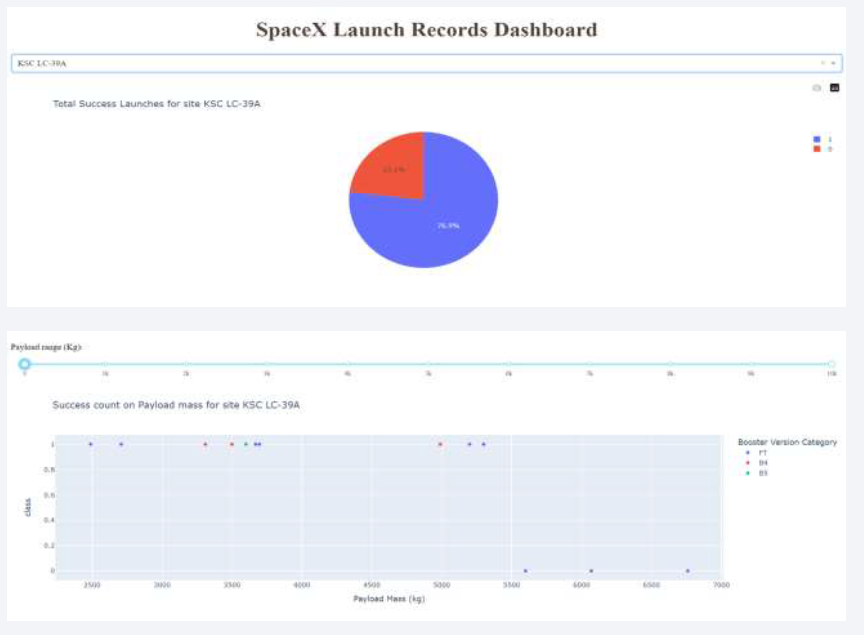 SpaceX Launch Records Dashboard
KSC LC-39A
Total Success Launches for site KSC LC-39A
1
0
23.1%
76.9%
Payload range (Kg):
0 1k 2k 3k 4k 5k 6k 7k 8k 9k 10k
Success count on Payload mass for site KSC LC-39A
Booster Version Category
FT
B4
B5
class
1
0.8
0.6
0.4
0.2
0
2500 3000 3500 4000 4500 5000 5500 6000 6500 7000
Payload Mass (kg)